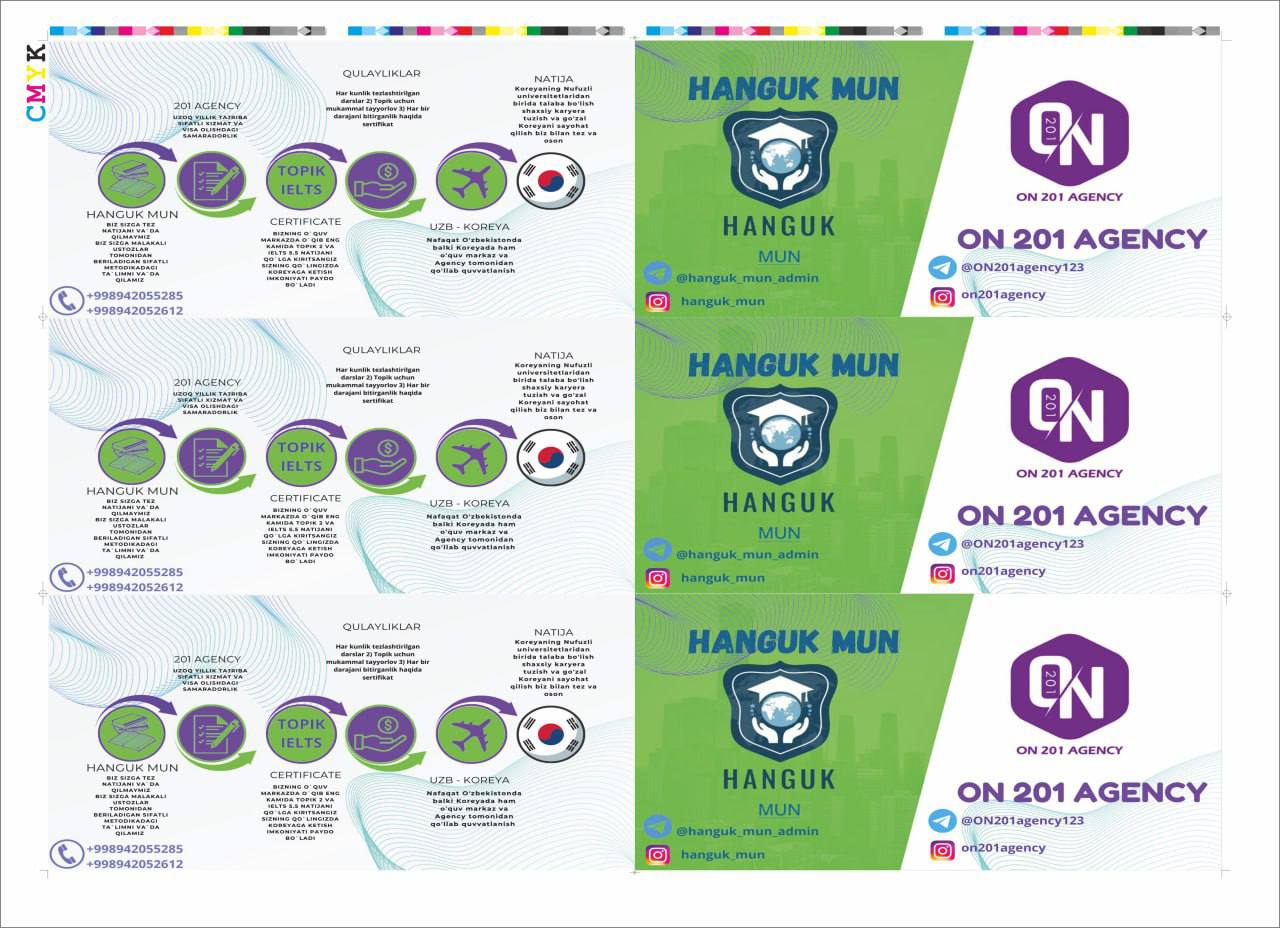 CMYK
QULAYLIKLAR
Har kunlik tezlashtirilgan
darslar 2) Topik uchun
mukammal tayyorlov 3) Har bir
darajani bitirganlik haqida
sertifikat
NATIJA
Koreyaning Nufuzli
universitetlaridan
birida talaba bo'lish
shaxsiy karyera
tuzish va go'zal
Koreyani sayohat
qilish biz bilan tez va
oson
201 AGENCY
UZOQ YILLIK TAJRIBA
SIFATLI XIZMAT VA
VISA OLISHDAGI
SAMARADORLIK
TOPIK
IELTS
HANGUK MUN
BIZ SIZGA TEZ
NATIJANI VA`DA
QILMAYMIZ
BIZ SIZGA MALAKALI
USTOZLAR
TOMONIDAN
BERILADIGAN SIFATLI
METODIKADAGI
TA`LIMNI VA`DA
QILAMIZ
CERTIFICATE
BIZNING O`QUV
MARKAZDA O`QIB ENG
KAMIDA TOPIK 2 VA
IELTS 5.5 NATIJANI
QO`LGA KIRITSANGIZ
SIZNING QO`LINGIZDA
KOREYAGA KETISH
IMKONIYATI PAYDO
BO`LADI
UZB - KOREYA
Nafaqat O'zbekistonda
balki Koreyada ham
o'quv markaz va
Agency tomonidan
qo'llab quvvatlanish
+998942055285
+998942052612
HANGUK MUN
HANGUK
MUN
@hanguk_mun_admin
hanguk_mun
ON
201
ON 201 AGENCY
ON 201 AGENCY
@ON201agency123
on201agency
QULAYLIKLAR
Har kunlik tezlashtirilgan
darslar 2) Topik uchun
mukammal tayyorlov 3) Har bir
darajani bitirganlik haqida
sertifikat
NATIJA
Koreyaning Nufuzli
universitetlaridan
birida talaba bo'lish
shaxsiy karyera
tuzish va go'zal
Koreyani sayohat
qilish biz bilan tez va
oson
201 AGENCY
UZOQ YILLIK TAJRIBA
SIFATLI XIZMAT VA
VISA OLISHDAGI
SAMARADORLIK
TOPIK
IELTS
HANGUK MUN
BIZ SIZGA TEZ
NATIJANI VA`DA
QILMAYMIZ
BIZ SIZGA MALAKALI
USTOZLAR
TOMONIDAN
BERILADIGAN SIFATLI
METODIKADAGI
TA`LIMNI VA`DA
QILAMIZ
CERTIFICATE
BIZNING O`QUV
MARKAZDA O`QIB ENG
KAMIDA TOPIK 2 VA
IELTS 5.5 NATIJANI
QO`LGA KIRITSANGIZ
SIZNING QO`LINGIZDA
KOREYAGA KETISH
IMKONIYATI PAYDO
BO`LADI
UZB - KOREYA
Nafaqat O'zbekistonda
balki Koreyada ham
o'quv markaz va
Agency tomonidan
qo'llab quvvatlanish
+998942055285
+998942052612
HANGUK MUN
HANGUK
MUN
@hanguk_mun_admin
hanguk_mun
ON
201
ON 201 AGENCY
ON 201 AGENCY
@ON201agency123
on201agency
QULAYLIKLAR
Har kunlik tezlashtirilgan
darslar 2) Topik uchun
mukammal tayyorlov 3) Har bir
darajani bitirganlik haqida
sertifikat
NATIJA
Koreyaning Nufuzli
universitetlaridan
birida talaba bo'lish
shaxsiy karyera
tuzish va go'zal
Koreyani sayohat
qilish biz bilan tez va
oson
201 AGENCY
UZOQ YILLIK TAJRIBA
SIFATLI XIZMAT VA
VISA OLISHDAGI
SAMARADORLIK
TOPIK
IELTS
HANGUK MUN
BIZ SIZGA TEZ
NATIJANI VA`DA
QILMAYMIZ
BIZ SIZGA MALAKALI
USTOZLAR
TOMONIDAN
BERILADIGAN SIFATLI
METODIKADAGI
TA`LIMNI VA`DA
QILAMIZ
CERTIFICATE
BIZNING O`QUV
MARKAZDA O`QIB ENG
KAMIDA TOPIK 2 VA
IELTS 5.5 NATIJANI
QO`LGA KIRITSANGIZ
SIZNING QO`LINGIZDA
KOREYAGA KETISH
IMKONIYATI PAYDO
BO`LADI
UZB - KOREYA
Nafaqat O'zbekistonda
balki Koreyada ham
o'quv markaz va
Agency tomonidan
qo'llab quvvatlanish
+998942055285
+998942052612
HANGUK MUN
HANGUK
MUN
@hanguk_mun_admin
hanguk_mun
ON
201
ON 201 AGENCY
ON 201 AGENCY
@ON201agency123
on201agency